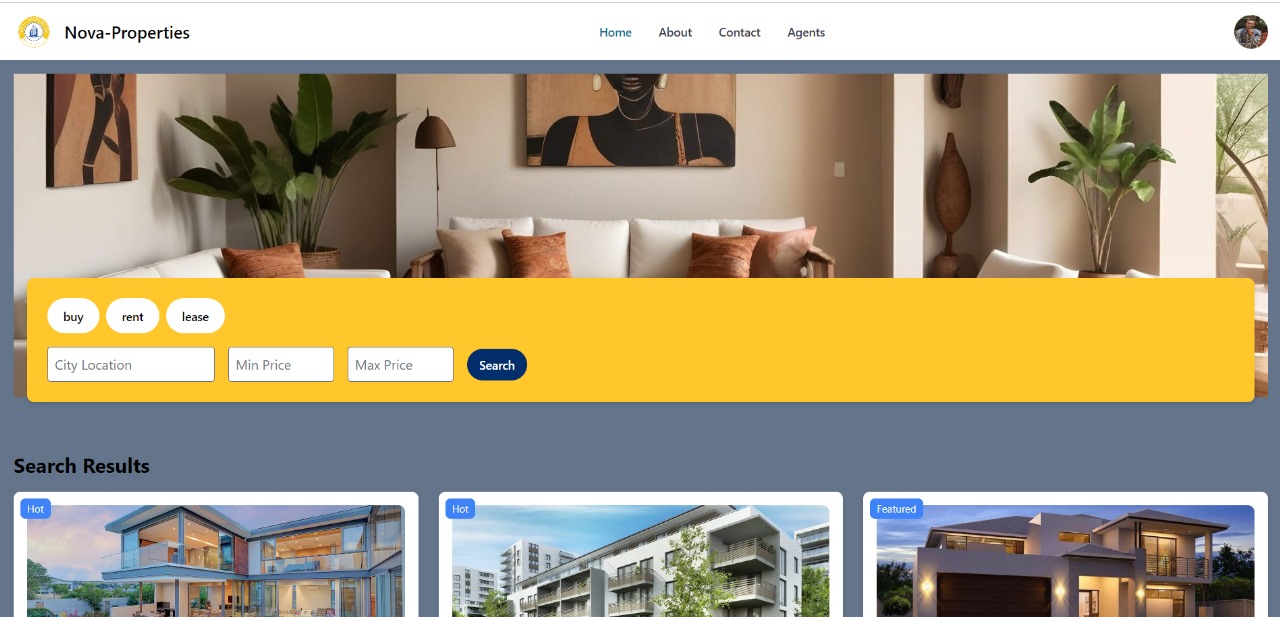 Nova-Properties
Home About Contact Agents
buy rent lease
City Location Min Price Max Price Search
Search Results
Hot Hot Featured